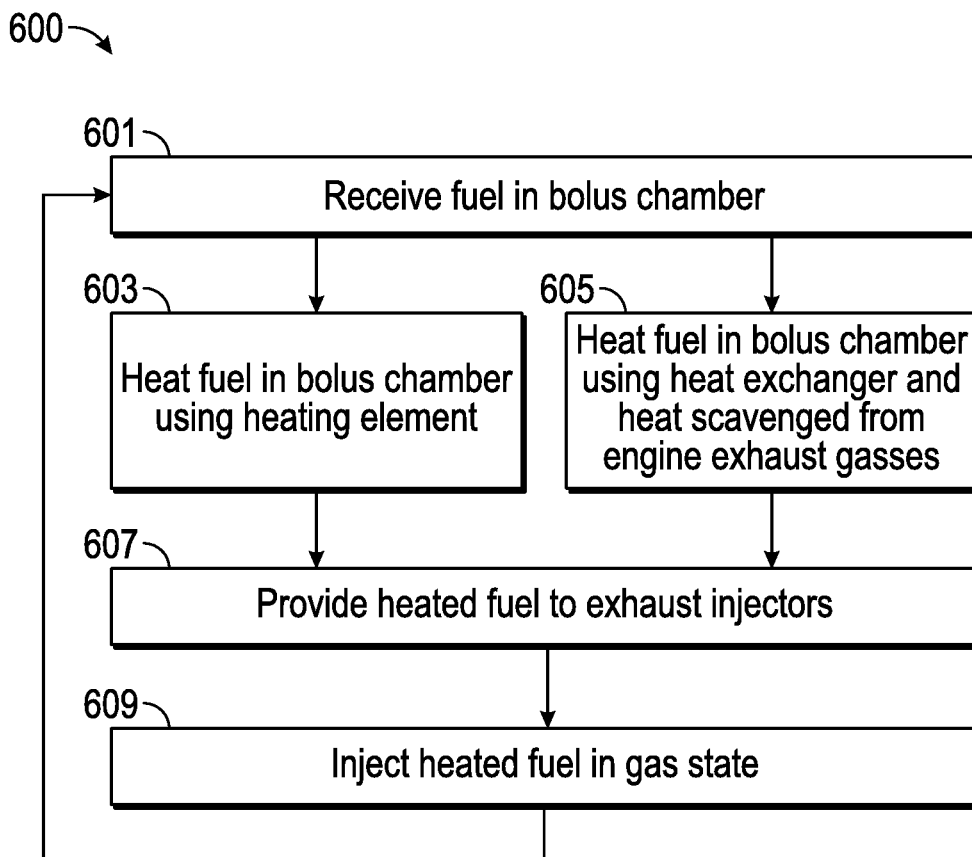 600
601
Receive fuel in bolus chamber
603
Heat fuel in bolus chamber
using heating element
605
Heat fuel in bolus chamber
using heat exchanger and
heat scavenged from
engine exhaust gasses
607
Provide heated fuel to exhaust injectors
609
Inject heated fuel in gas state